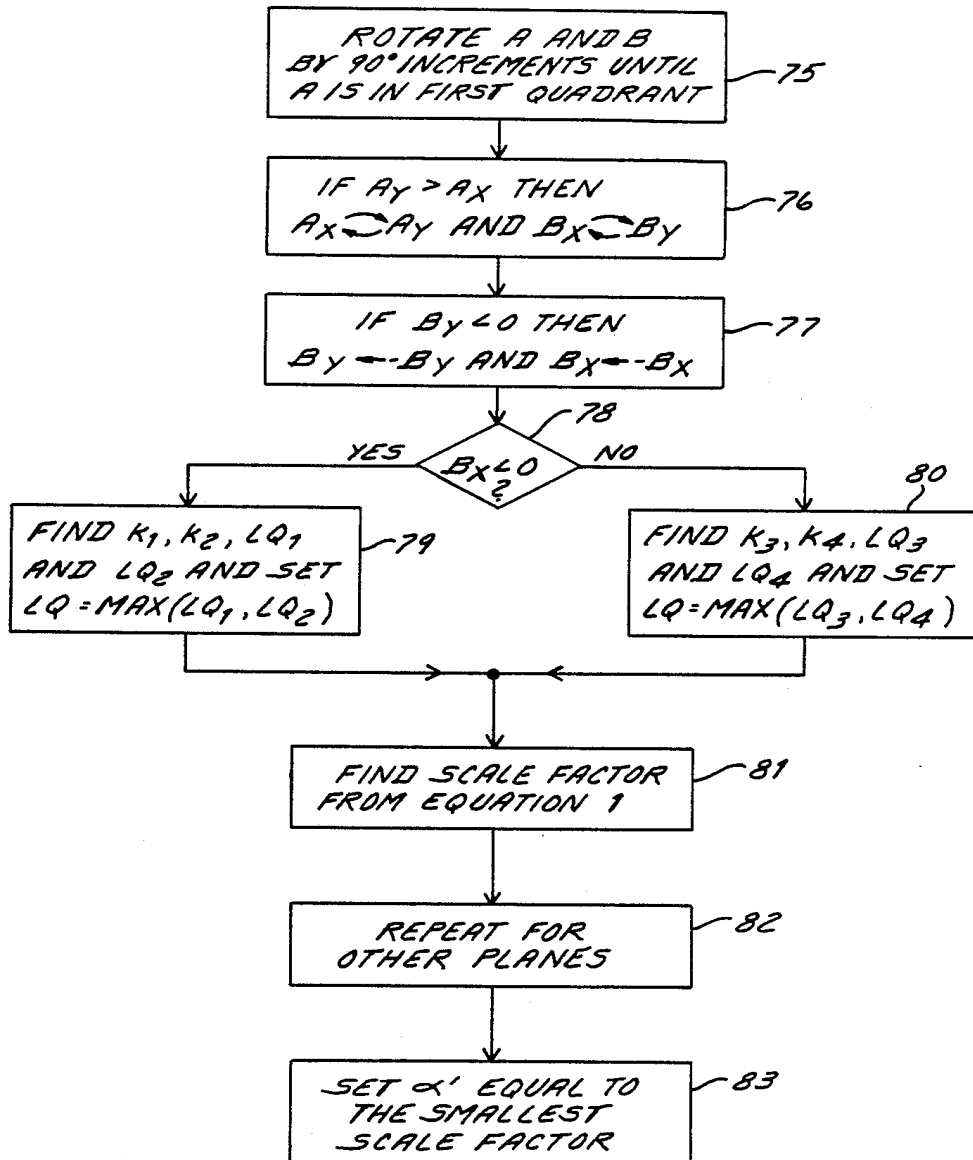 ROTATE A AND B
BY 90° INCREMENTS UNTIL
A IS IN FIRST QUADRANT
75
IF AY > AX THEN
AX ⇄ AY AND BX ⇄ BY
76
IF BY < 0 THEN
BY ← -BY AND BX ← -BX
77
78
YES
BX < 0
?
NO
FIND K1, K2, LQ1
AND LQ2 AND SET
LQ = MAX(LQ1, LQ2)
79
80
FIND K3, K4, LQ3
AND LQ4 AND SET
LQ = MAX(LQ3, LQ4)
FIND SCALE FACTOR
FROM EQUATION 1
81
REPEAT FOR
OTHER PLANES
82
SET α' EQUAL TO
THE SMALLEST
SCALE FACTOR
83